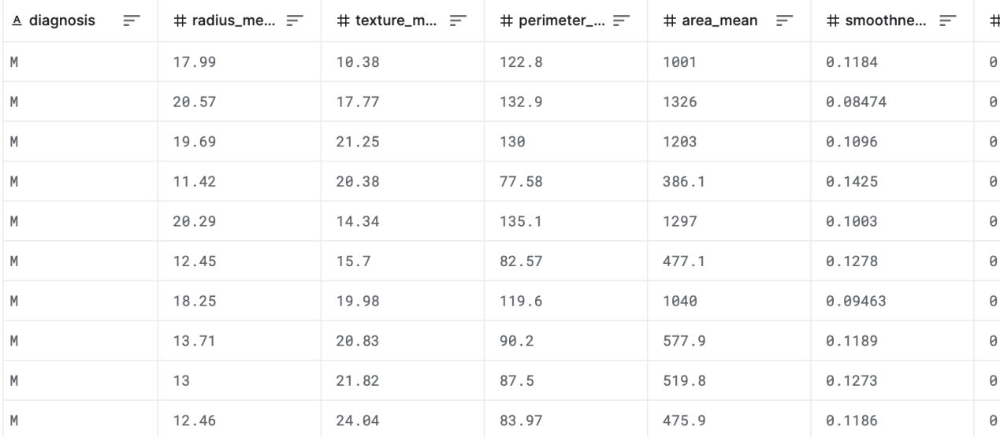 A diagnosis # radius_me... # texture_m... # perimeter_... # area_mean # smoothne... #
M 17.99 10.38 122.8 1001 0.1184 0
M 20.57 17.77 132.9 1326 0.08474 0
M 19.69 21.25 130 1203 0.1096 0
M 11.42 20.38 77.58 386.1 0.1425 0
M 20.29 14.34 135.1 1297 0.1003 0
M 12.45 15.7 82.57 477.1 0.1278 0
M 18.25 19.98 119.6 1040 0.09463 0
M 13.71 20.83 90.2 577.9 0.1189 0
M 13 21.82 87.5 519.8 0.1273 0
M 12.46 24.04 83.97 475.9 0.1186 0